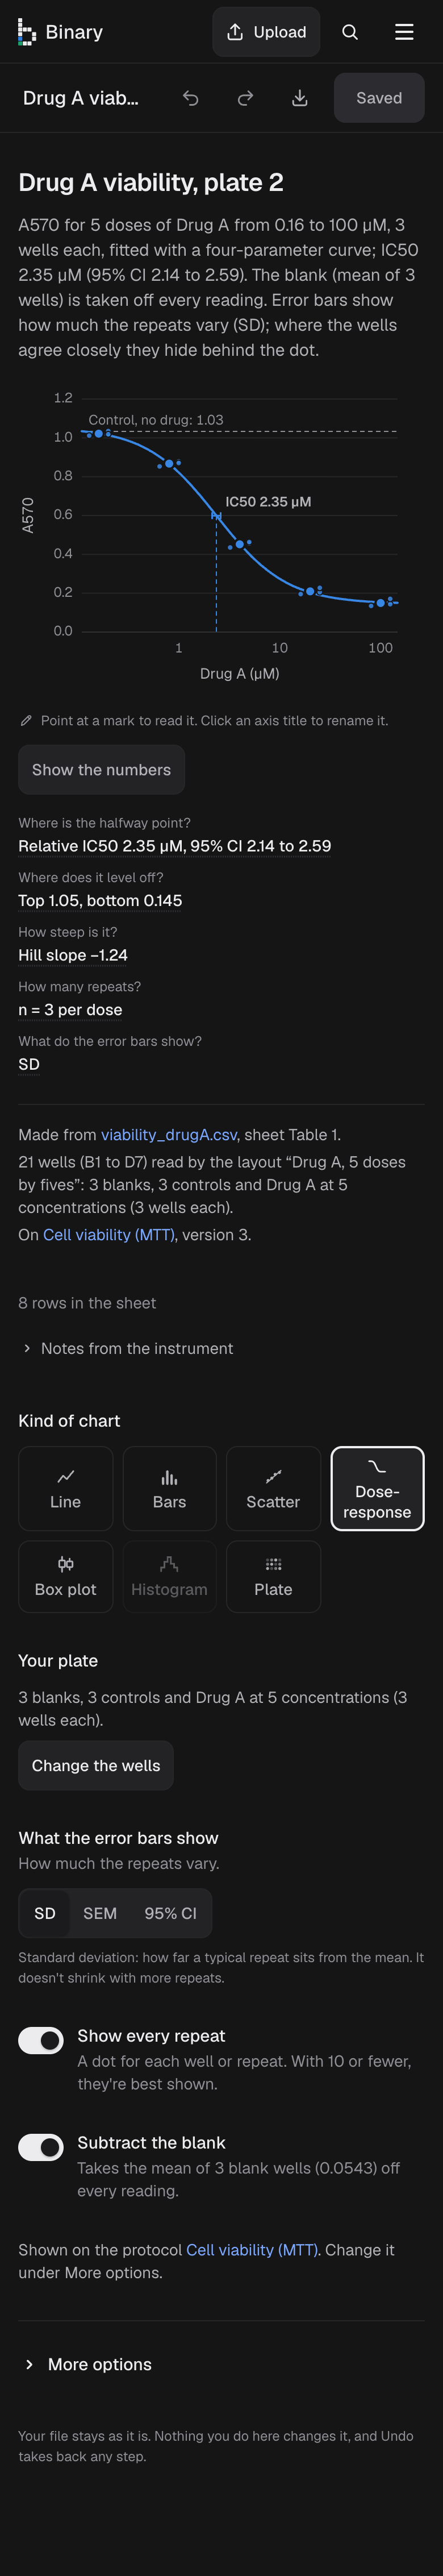 Binary
Upload
Drug A viab...
Saved
Drug A viability, plate 2
A570 for 5 doses of Drug A from 0.16 to 100 µM, 3
wells each, fitted with a four-parameter curve; IC50
2.35 µM (95% CI 2.14 to 2.59). The blank (mean of 3
wells) is taken off every reading. Error bars show
how much the repeats vary (SD); where the wells
agree closely they hide behind the dot.
1.2
1.0
0.8
0.6
0.4
0.2
0.0
A570
Control, no drug: 1.03
IC50 2.35 µM
1
10
100
Drug A (µM)
Point at a mark to read it. Click an axis title to rename it.
Show the numbers
Where is the halfway point?
Relative IC50 2.35 µM, 95% CI 2.14 to 2.59
Where does it level off?
Top 1.05, bottom 0.145
How steep is it?
Hill slope −1.24
How many repeats?
n = 3 per dose
What do the error bars show?
SD
Made from viability_drugA.csv, sheet Table 1.
21 wells (B1 to D7) read by the layout “Drug A, 5 doses
by fives”: 3 blanks, 3 controls and Drug A at 5
concentrations (3 wells each).
On Cell viability (MTT), version 3.
8 rows in the sheet
Notes from the instrument
Kind of chart
Line
Bars
Scatter
Dose-
response
Box plot
Histogram
Plate
Your plate
3 blanks, 3 controls and Drug A at 5 concentrations (3
wells each).
Change the wells
What the error bars show
How much the repeats vary.
SD
SEM
95% CI
Standard deviation: how far a typical repeat sits from the mean. It
doesn't shrink with more repeats.
Show every repeat
A dot for each well or repeat. With 10 or fewer,
they're best shown.
Subtract the blank
Takes the mean of 3 blank wells (0.0543) off
every reading.
Shown on the protocol Cell viability (MTT). Change it
under More options.
More options
Your file stays as it is. Nothing you do here changes it, and Undo
takes back any step.